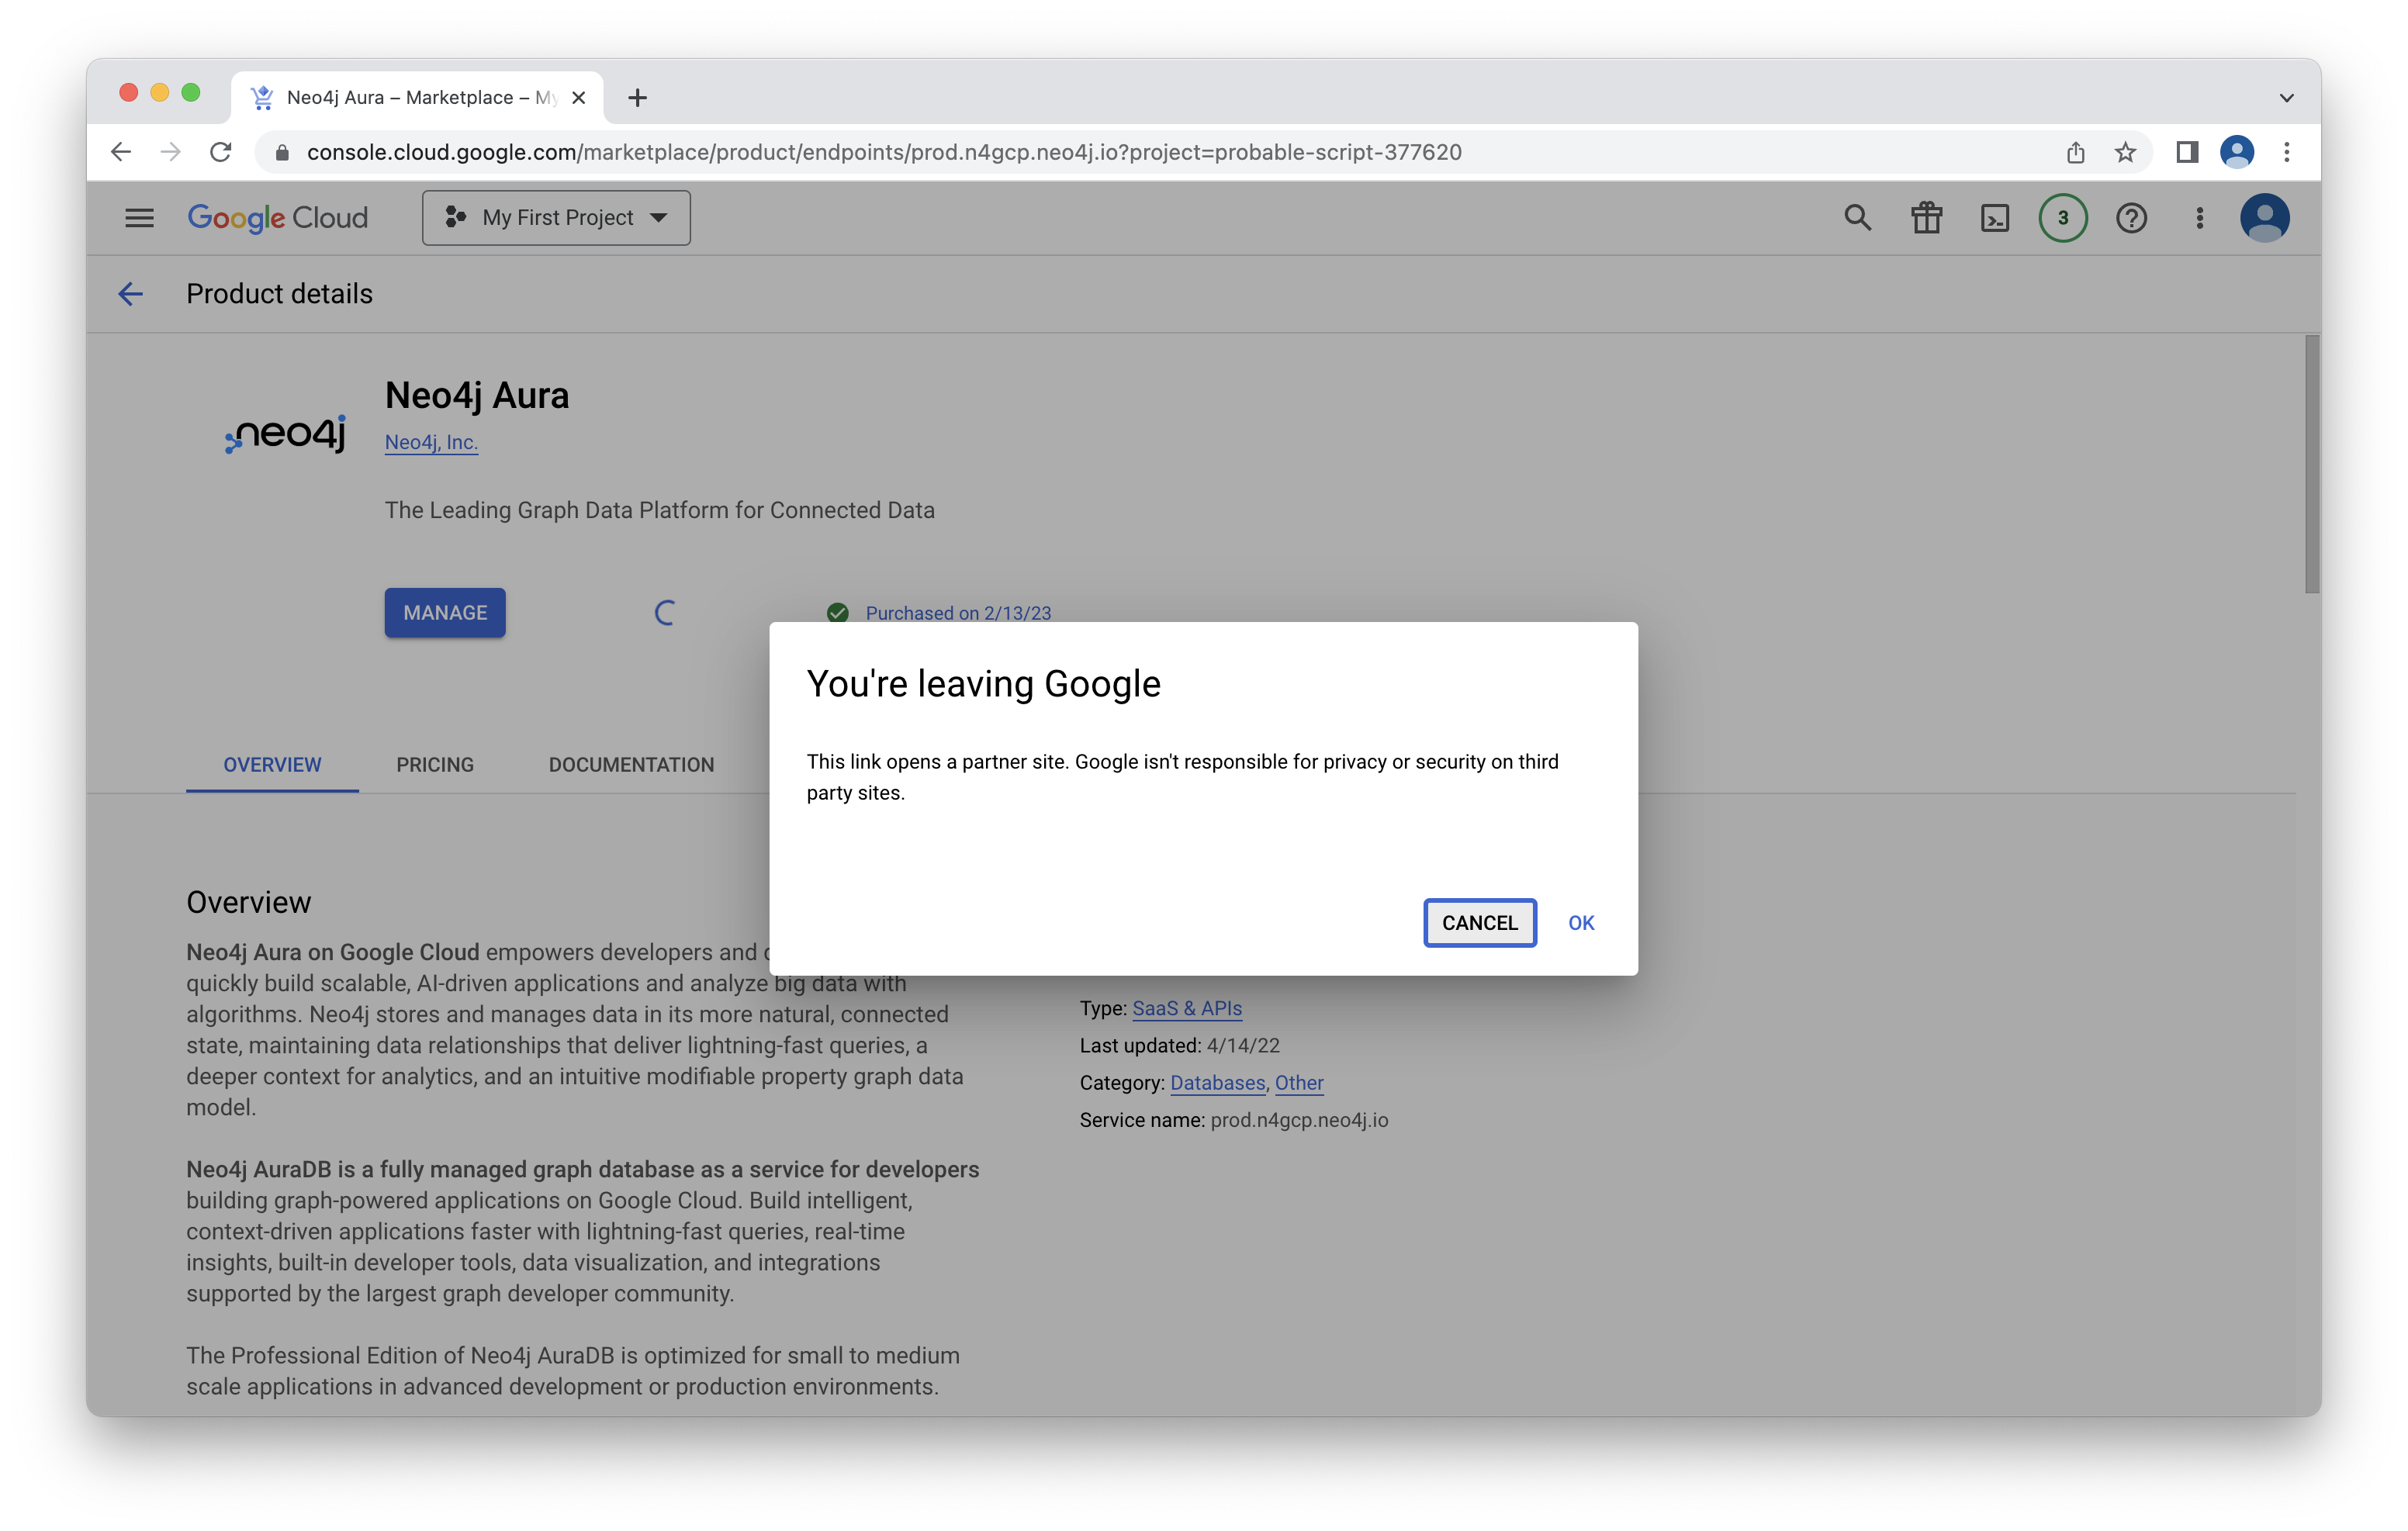 Neo4j Aura – Marketplace – My
console.cloud.google.com/marketplace/product/endpoints/prod.n4gcp.neo4j.io?project=probable-script-377620
Google Cloud
My First Project
3
Product details
neo4j
Neo4j Aura
Neo4j, Inc.
The Leading Graph Data Platform for Connected Data
MANAGE
Purchased on 2/13/23
You're leaving Google
This link opens a partner site. Google isn't responsible for privacy or security on third
party sites.
CANCEL
OK
OVERVIEW
PRICING
DOCUMENTATION
Overview
Neo4j Aura on Google Cloud empowers developers and
quickly build scalable, AI-driven applications and analyze big data with
algorithms. Neo4j stores and manages data in its more natural, connected
state, maintaining data relationships that deliver lightning-fast queries, a
deeper context for analytics, and an intuitive modifiable property graph data
model.
Neo4j AuraDB is a fully managed graph database as a service for developers
building graph-powered applications on Google Cloud. Build intelligent,
context-driven applications faster with lightning-fast queries, real-time
insights, built-in developer tools, data visualization, and integrations
supported by the largest graph developer community.
The Professional Edition of Neo4j AuraDB is optimized for small to medium
scale applications in advanced development or production environments.
Type: SaaS & APIs
Last updated: 4/14/22
Category: Databases, Other
Service name: prod.n4gcp.neo4j.io